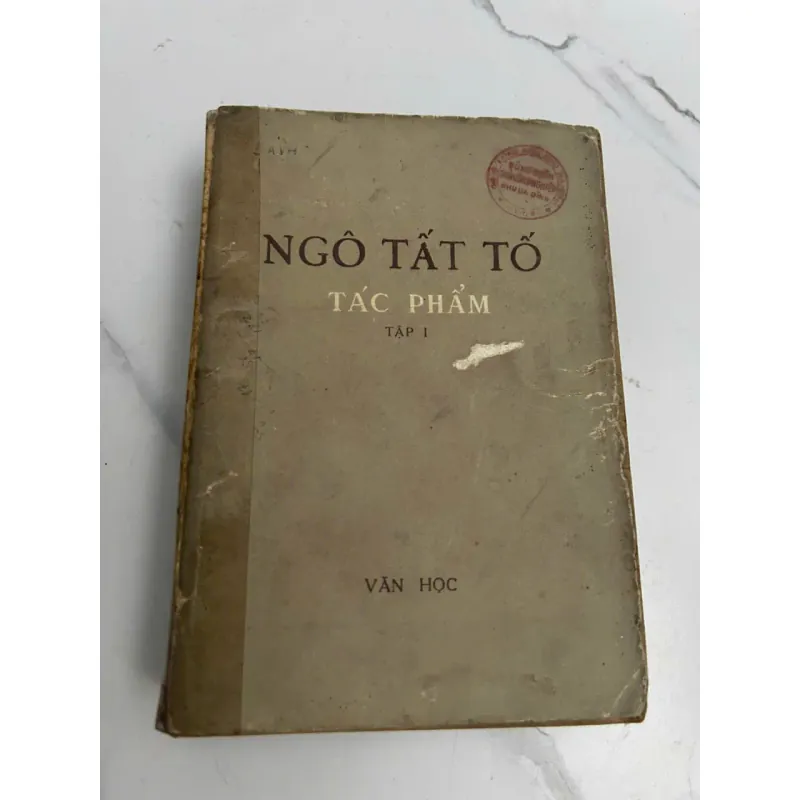 NGÔ TẤT TỐ
TÁC PHẨM
TẬP I
VĂN HỌC